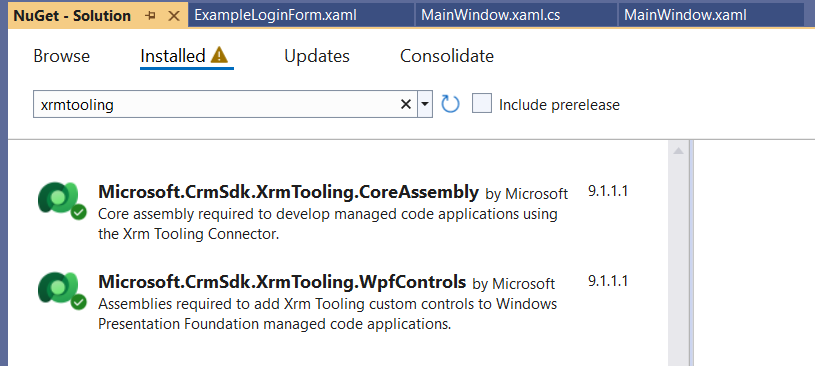 NuGet - Solution ExampleLoginForm.xaml MainWindow.xaml.cs MainWindow.xaml
Browse Installed Updates Consolidate
xrmtooling Include prerelease
Microsoft.CrmSdk.XrmTooling.CoreAssembly by Microsoft 9.1.1.1
Core assembly required to develop managed code applications using
the Xrm Tooling Connector.
Microsoft.CrmSdk.XrmTooling.WpfControls by Microsoft 9.1.1.1
Assemblies required to add Xrm Tooling custom controls to Windows
Presentation Foundation managed code applications.